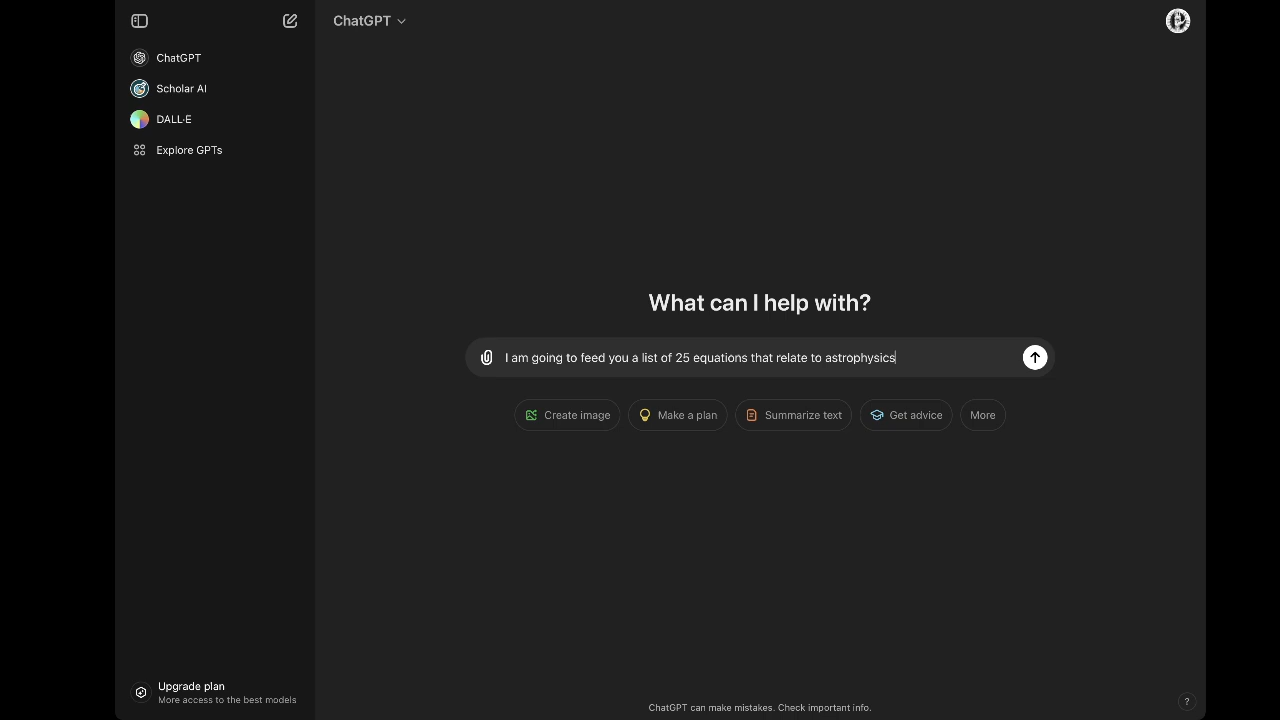 ChatGPT
ChatGPT
Scholar AI
DALL·E
Explore GPTs
What can I help with?
I am going to feed you a list of 25 equations that relate to astrophysics
Create image
Make a plan
Summarize text
Get advice
More
Upgrade plan
More access to the best models
ChatGPT can make mistakes. Check important info.
?